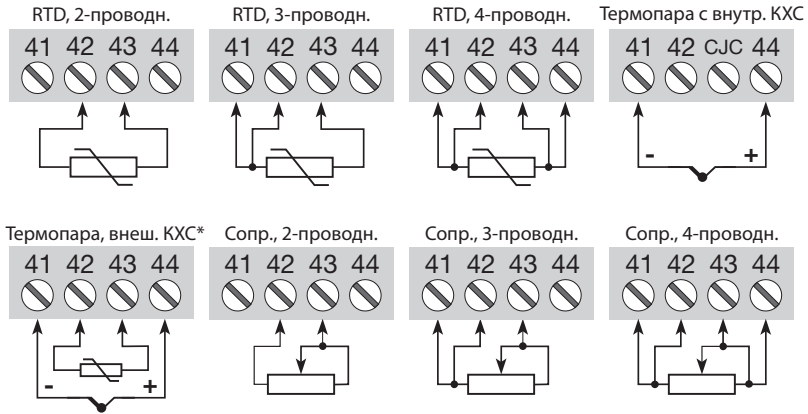 RTD, 2-проводн. RTD, 3-проводн. RTD, 4-проводн. Термопара с внутр. КХС
41 42 43 44 41 42 43 44 41 42 43 44 41 42 CJC 44
- +
Термопара, внеш. КХС* Сопр., 2-проводн. Сопр., 3-проводн. Сопр., 4-проводн.
41 42 43 44 41 42 43 44 41 42 43 44 41 42 43 44
- +